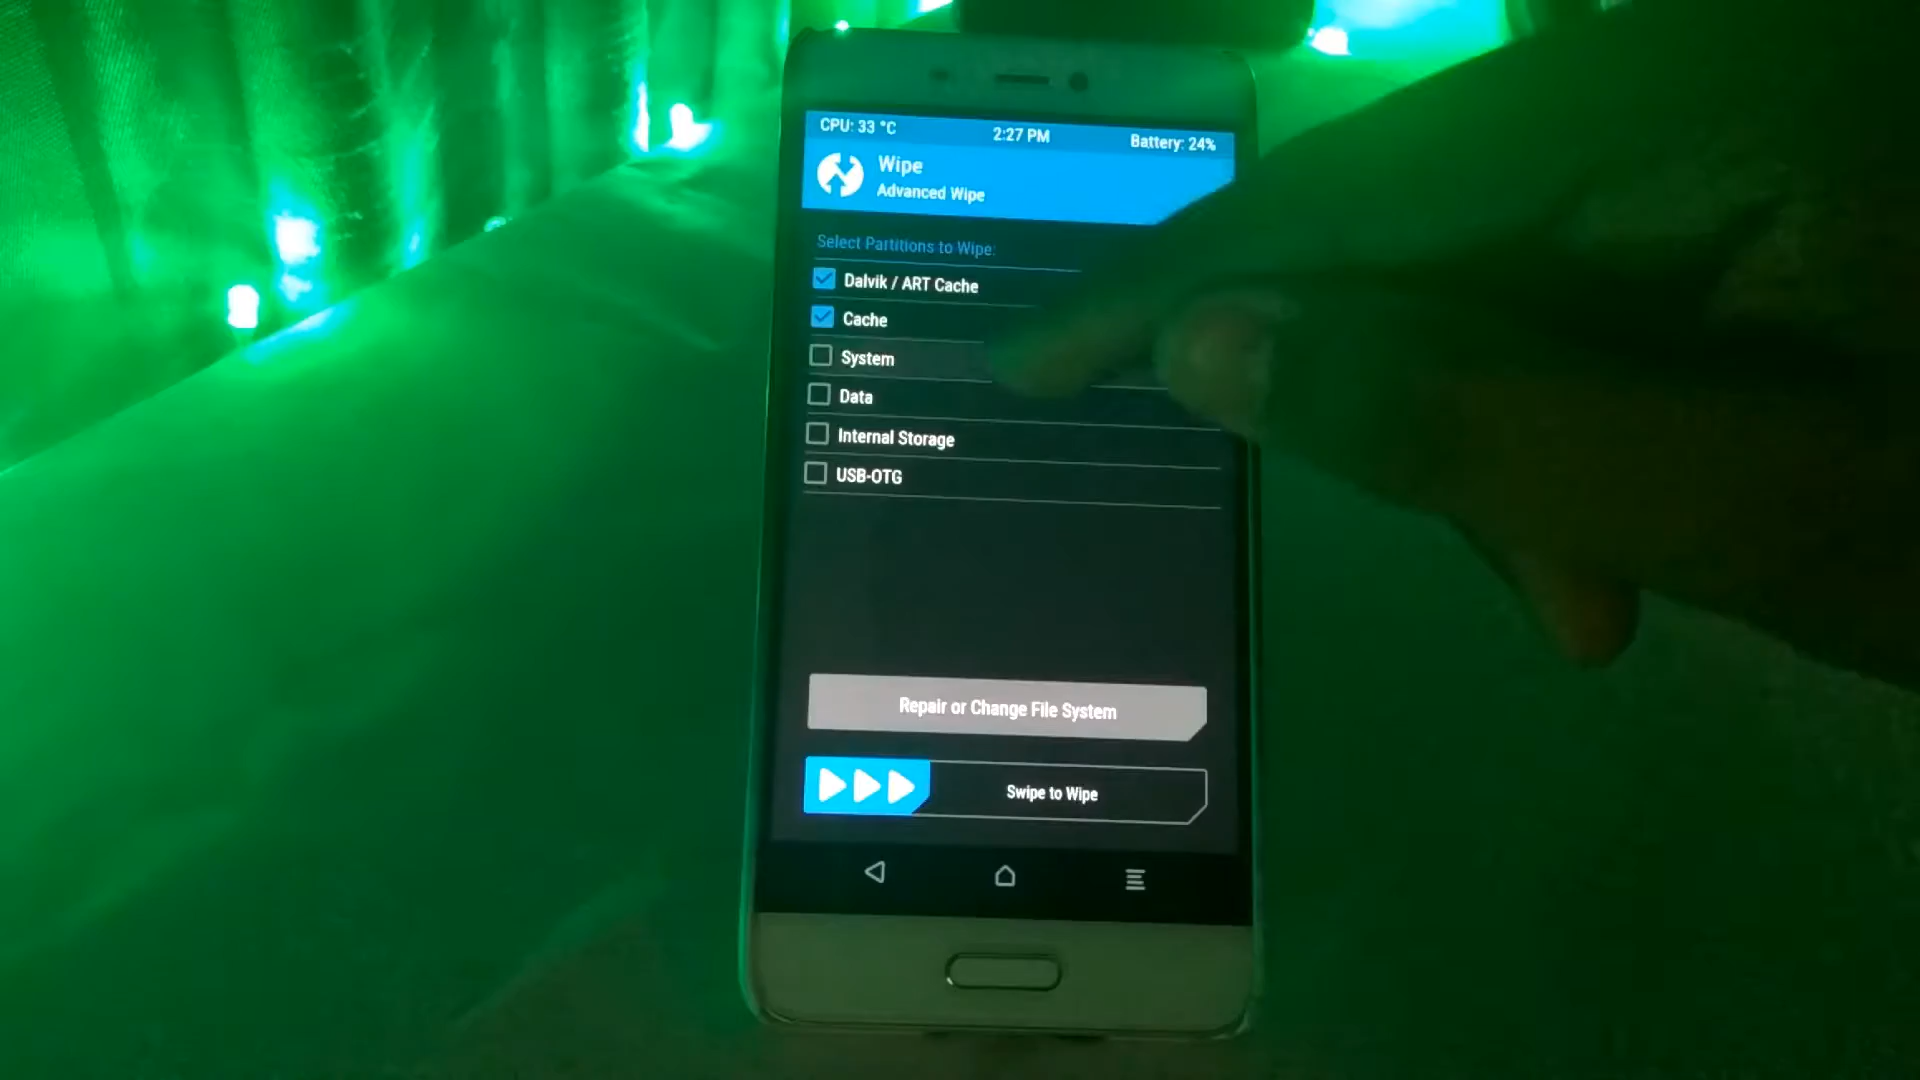 CPU: 33 °C 2:27 PM Battery: 24%
Wipe
Advanced Wipe
Select Partitions to Wipe:
Dalvik / ART Cache
Cache
System
Data
Internal Storage
USB-OTG
Repair or Change File System
Swipe to Wipe